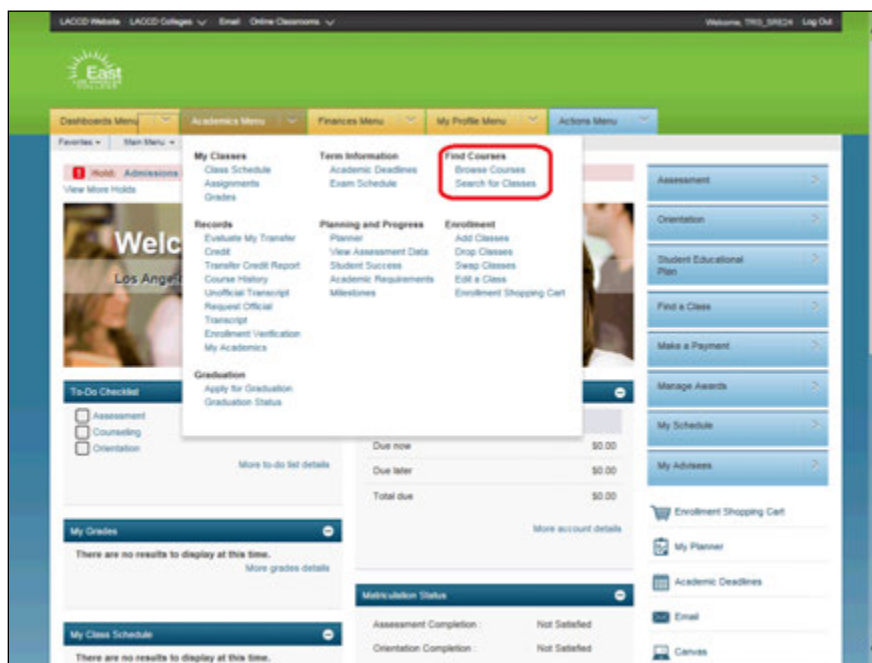 LACCD Website LACCD Colleges Email Online Classrooms Welcome, TRG_SRE24 Log Out
East
LOS ANGELES
COLLEGE
Dashboards Menu Academics Menu Finances Menu My Profile Menu Actions Menu
Favorites Main Menu
Hold: Admissions
View More Holds
My Classes
Class Schedule
Assignments
Grades
Term Information
Academic Deadlines
Exam Schedule
Find Courses
Browse Courses
Search for Classes
Records
Evaluate My Transfer
Credit
Transfer Credit Report
Course History
Unofficial Transcript
Request Official
Transcript
Enrollment Verification
My Academics
Planning and Progress
Planner
View Assessment Data
Student Success
Academic Requirements
Milestones
Enrollment
Add Classes
Drop Classes
Swap Classes
Edit a Class
Enrollment Shopping Cart
Graduation
Apply for Graduation
Graduation Status
Welc
Los Angel
To-Do Checklist
Assessment
Counseling
Orientation
More to-do list details
My Grades
There are no results to display at this time.
More grades details
My Class Schedule
There are no results to display at this time.
Due now $0.00
Due later $0.00
Total due $0.00
More account details
Matriculation Status
Assessment Completion : Not Satisfied
Orientation Completion : Not Satisfied
Assessment
Orientation
Student Educational
Plan
Find a Class
Make a Payment
Manage Awards
My Schedule
My Advisees
Enrollment Shopping Cart
My Planner
Academic Deadlines
Email
Canvas